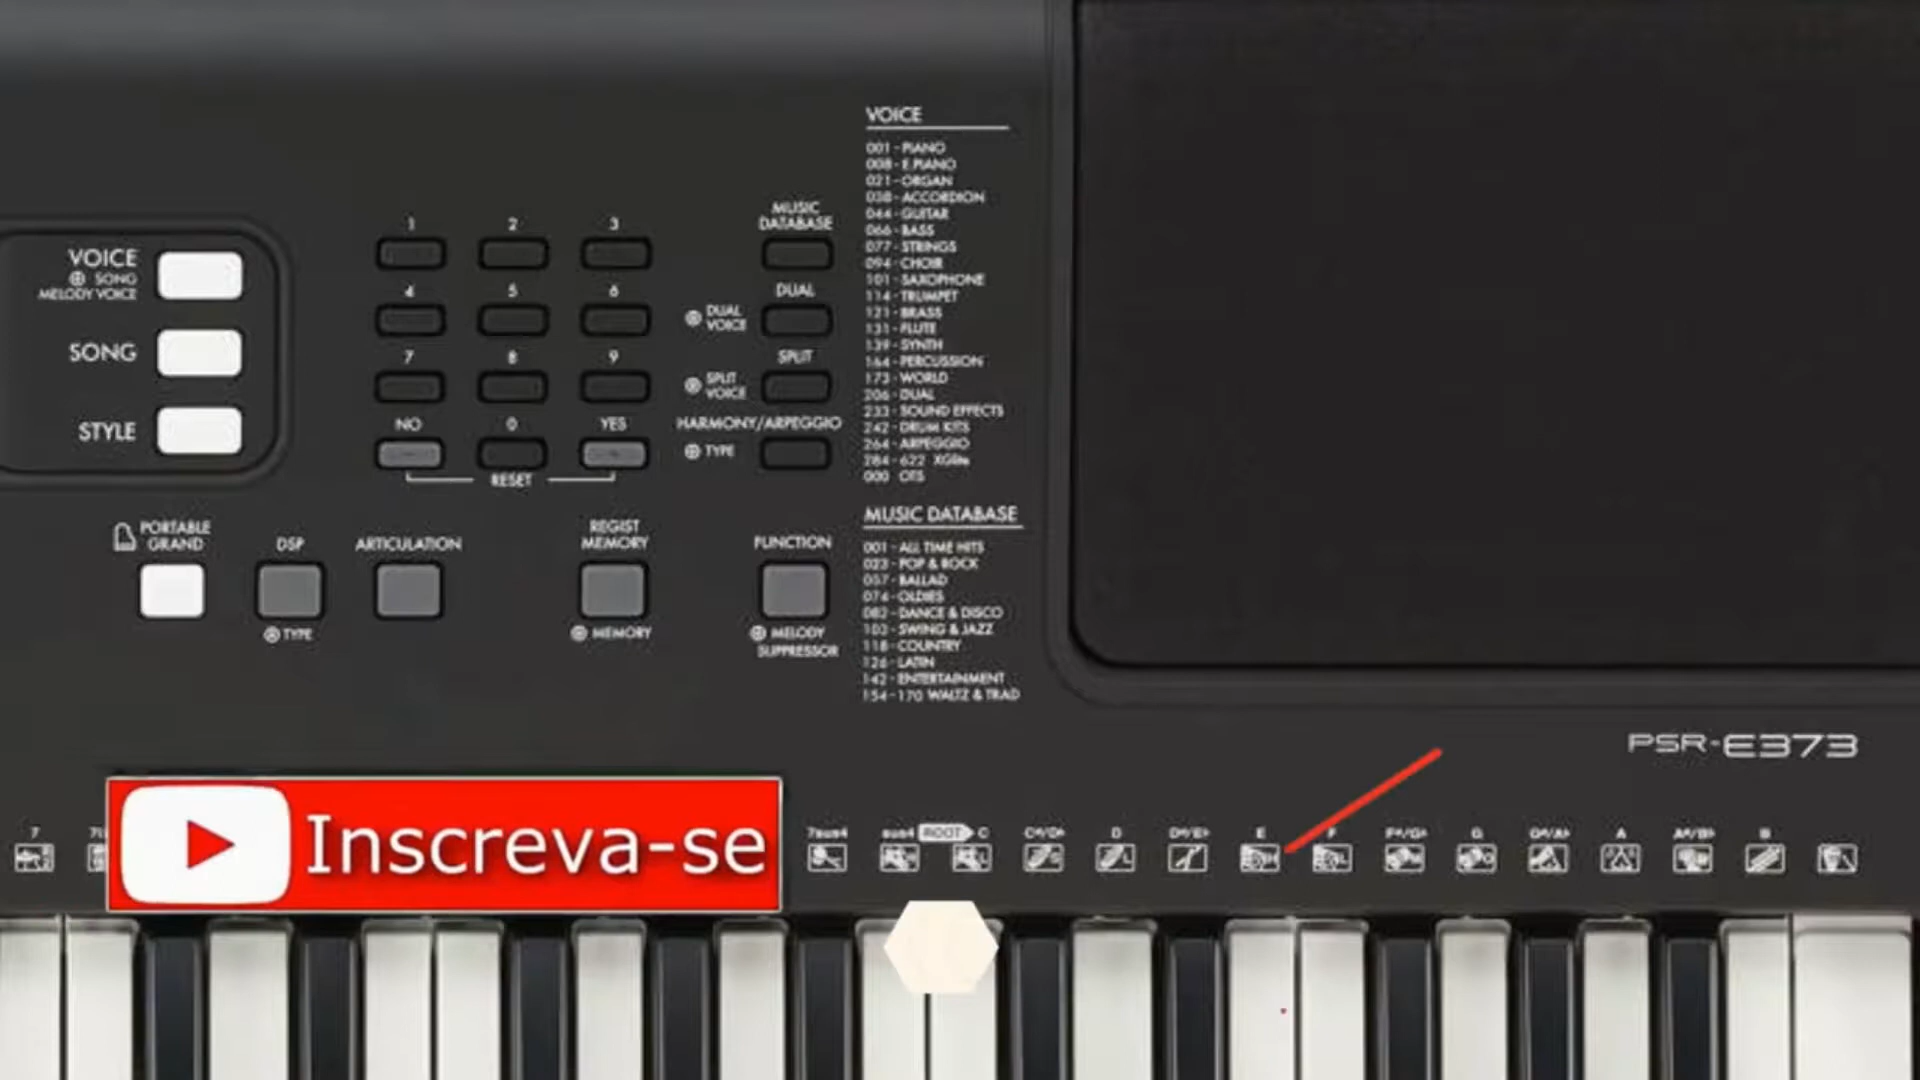 VOICE
SONG
MELODY VOICE
SONG
STYLE
1
2
3
4
5
6
7
8
9
NO
0
YES
RESET
MUSIC
DATABASE
DUAL
DUAL
VOICE
SPLIT
SPLIT
VOICE
HARMONY/ARPEGGIO
TYPE
PORTABLE
GRAND
DSP
TYPE
ARTICULATION
REGIST
MEMORY
MEMORY
FUNCTION
MELODY
SUPPRESSOR
VOICE
001 - PIANO
008 - E.PIANO
021 - ORGAN
038 - ACCORDION
044 - GUITAR
066 - BASS
077 - STRINGS
094 - CHOIR
101 - SAXOPHONE
114 - TRUMPET
121 - BRASS
131 - FLUTE
139 - SYNTH
164 - PERCUSSION
173 - WORLD
206 - DUAL
233 - SOUND EFFECTS
242 - DRUM KITS
264 - ARPEGGIO
284 - 622 XGlite
000 OTS
MUSIC DATABASE
001 - ALL TIME HITS
023 - POP & ROCK
057 - BALLAD
074 - OLDIES
082 - DANCE & DISCO
103 - SWING & JAZZ
118 - COUNTRY
126 - LATIN
142 - ENTERTAINMENT
154 - 170 WALTZ & TRAD
PSR-E373
Inscreva-se
7
7sus4
sus4 ROOT C C#/Db D D#/Eb E F F#/G♭ G G#/A♭ A A#/B♭ B